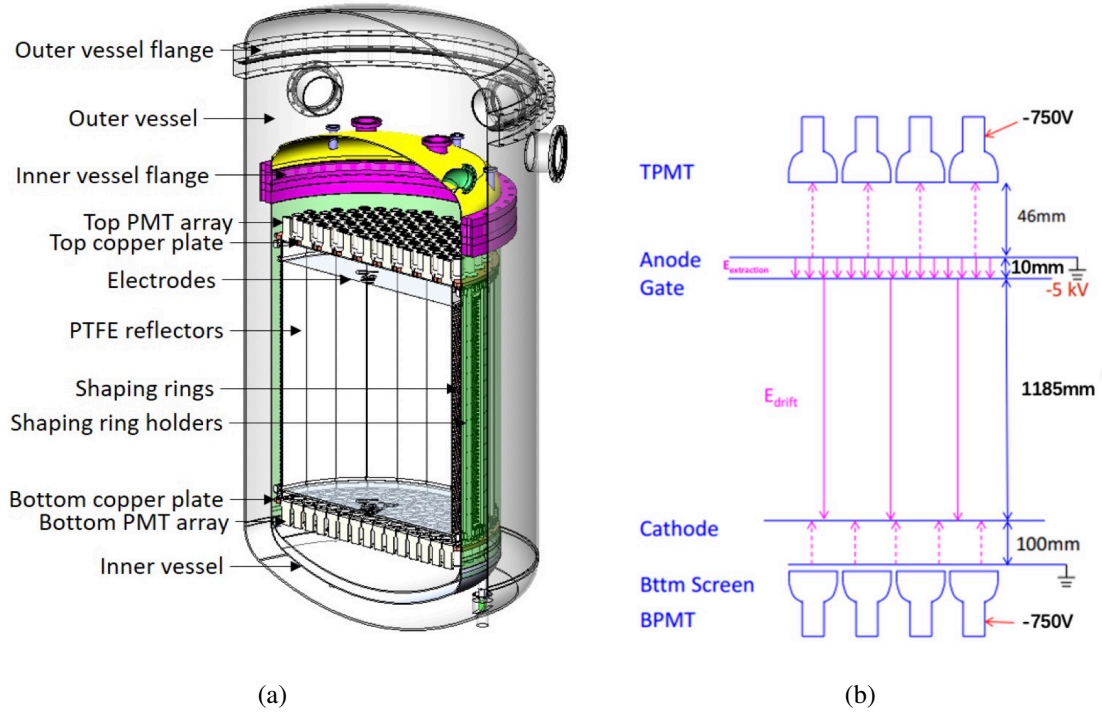 Outer vessel flange
Outer vessel
Inner vessel flange
Top PMT array
Top copper plate
Electrodes
PTFE reflectors
Shaping rings
Shaping ring holders
Bottom copper plate
Bottom PMT array
Inner vessel
(a)
-750V
TPMT
46mm
Anode
E_extraction
10mm
Gate
-5 kV
1185mm
E_drift
Cathode
100mm
Bttm Screen
BPMT
-750V
(b)